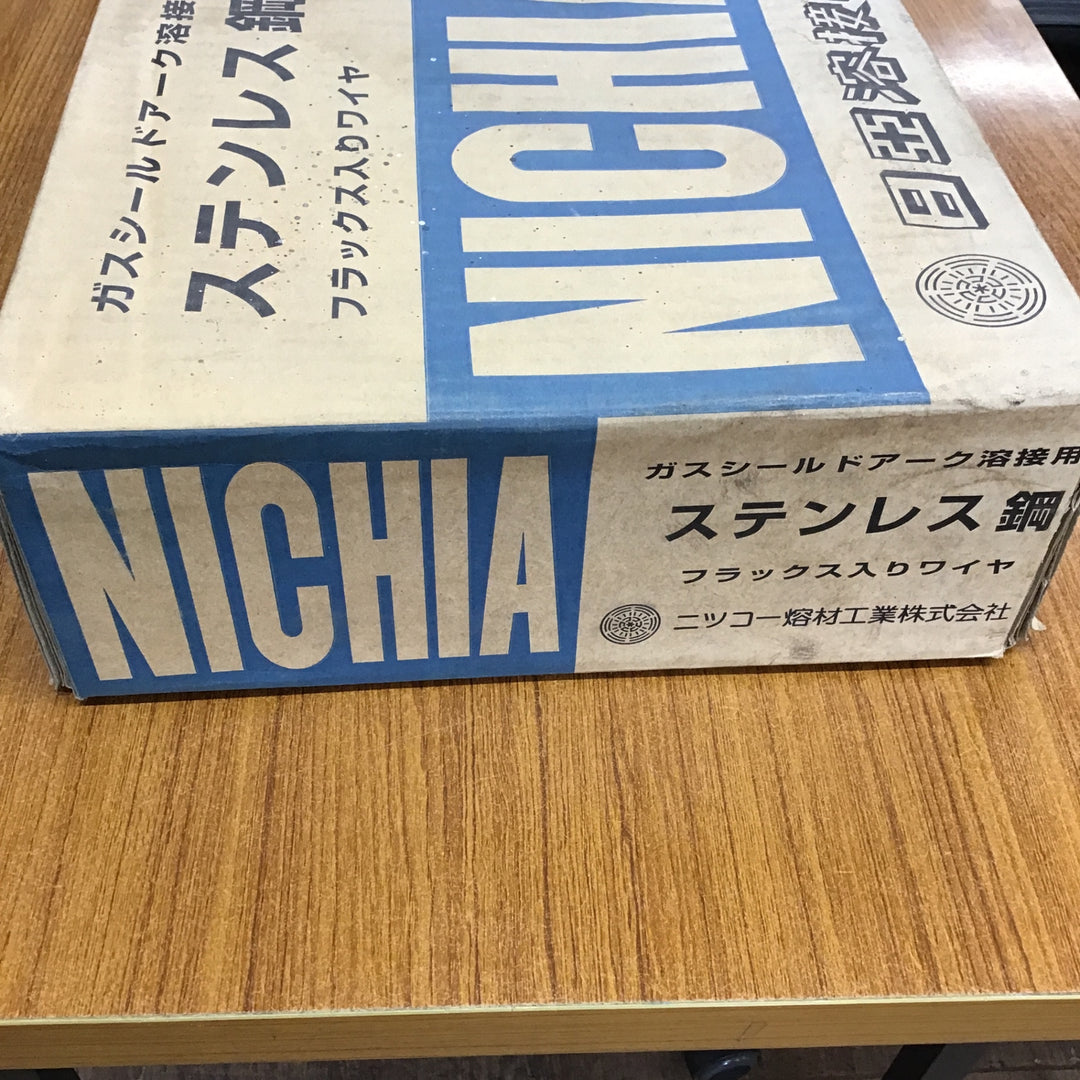 ガスシールドアーク溶接
ステンレス鋼
フラックス入りワイヤ
NICHI
日亜溶接
NICHIA
ガスシールドアーク溶接用
ステンレス鋼
フラックス入りワイヤ
ニツコー熔材工業株式会社